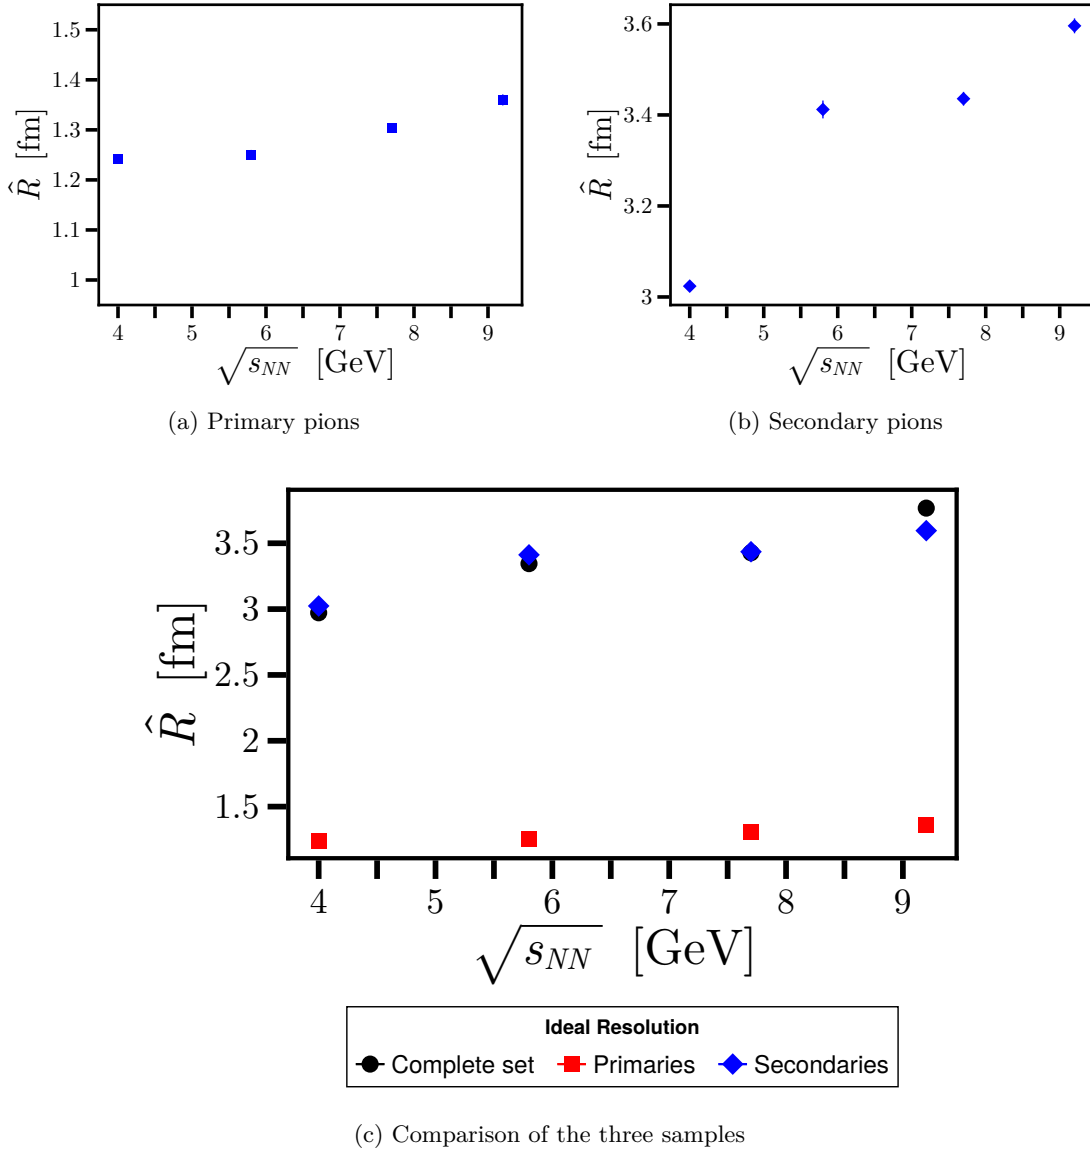 1.5
1.4
1.3
1.2
1.1
1
R̂ [fm]
4 5 6 7 8 9
√s_NN [GeV]
(a) Primary pions
3.6
3.4
3.2
3
R̂ [fm]
4 5 6 7 8 9
√s_NN [GeV]
(b) Secondary pions
3.5
3
2.5
2
1.5
R̂ [fm]
4 5 6 7 8 9
√s_NN [GeV]
Ideal Resolution
Complete set Primaries Secondaries
(c) Comparison of the three samples